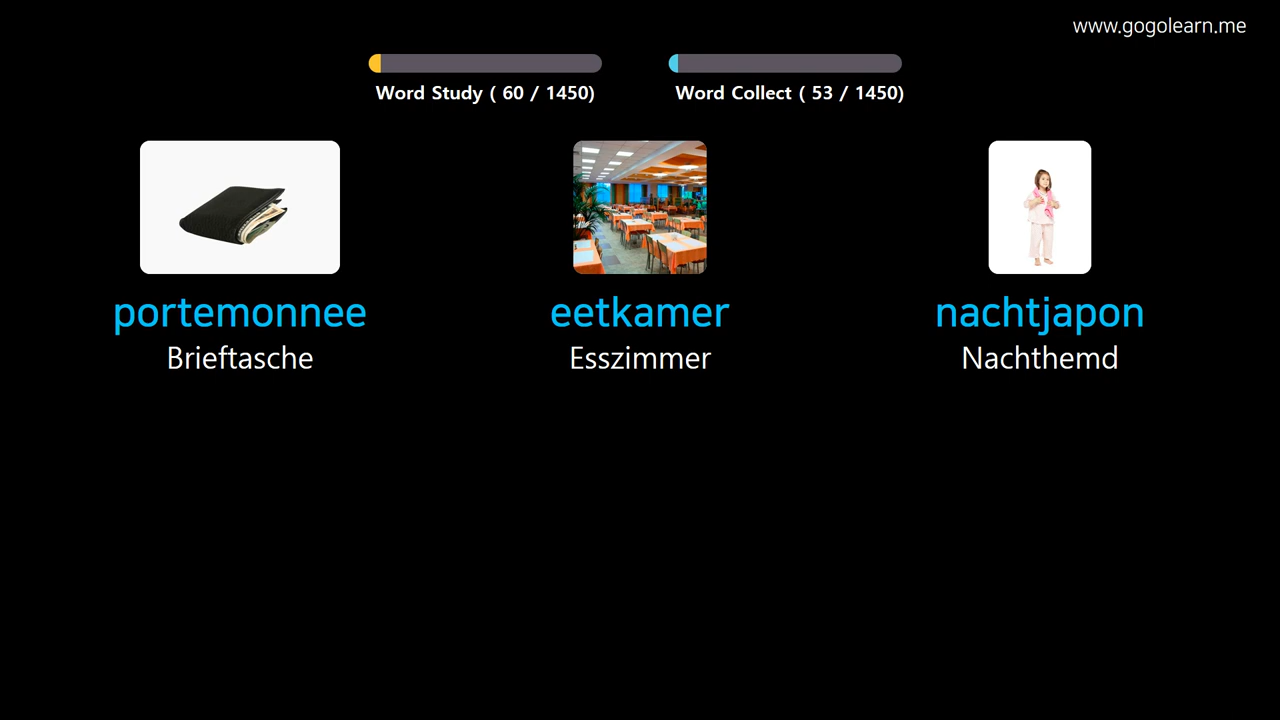 www.gogolearn.me
Word Study ( 60 / 1450)
Word Collect ( 53 / 1450)
portemonnee
Brieftasche
eetkamer
Esszimmer
nachtjapon
Nachthemd